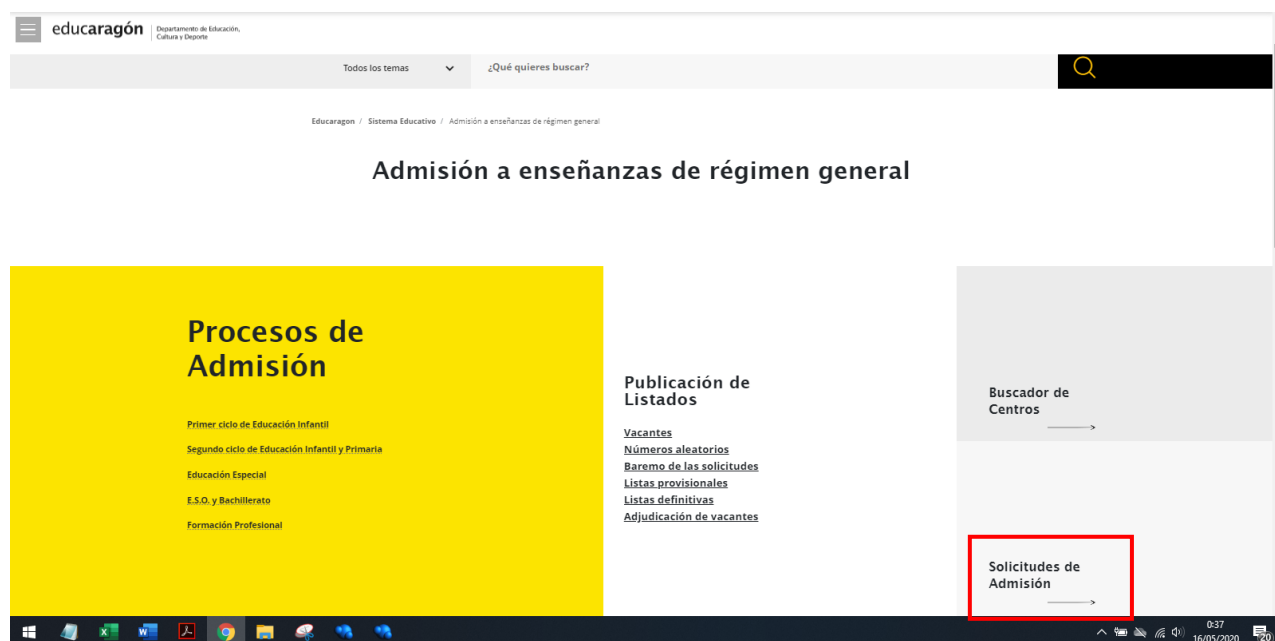 educaragón
Departamento de Educación,
Cultura y Deporte
Todos los temas
¿Qué quieres buscar?
Educaragon / Sistema Educativo / Admisión a enseñanzas de régimen general
Admisión a enseñanzas de régimen general
Procesos de
Admisión
Primer ciclo de Educación Infantil
Segundo ciclo de Educación Infantil y Primaria
Educación Especial
E.S.O. y Bachillerato
Formación Profesional
Publicación de
Listados
Vacantes
Números aleatorios
Baremo de las solicitudes
Listas provisionales
Listas definitivas
Adjudicación de vacantes
Buscador de
Centros
Solicitudes de
Admisión
0:37
16/05/2020
20